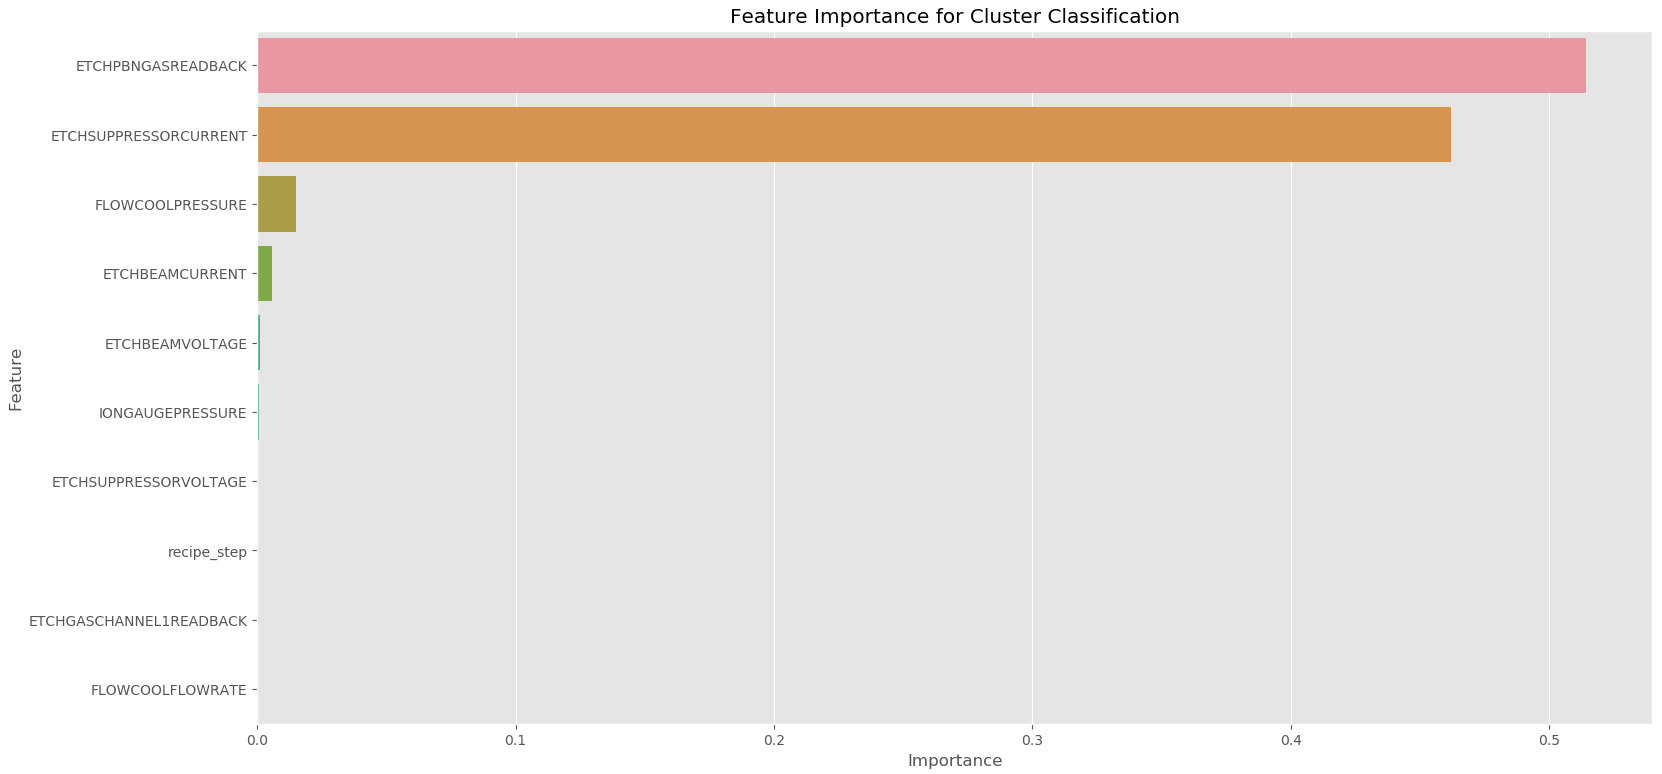 Feature Importance for Cluster Classification
ETCHPBNGASREADBACK
ETCHSUPPRESSORCURRENT
FLOWCOOLPRESSURE
ETCHBEAMCURRENT
ETCHBEAMVOLTAGE
IONGAUGEPRESSURE
ETCHSUPPRESSORVOLTAGE
recipe_step
ETCHGASCHANNEL1READBACK
FLOWCOOLFLOWRATE
Feature
0.0 0.1 0.2 0.3 0.4 0.5
Importance